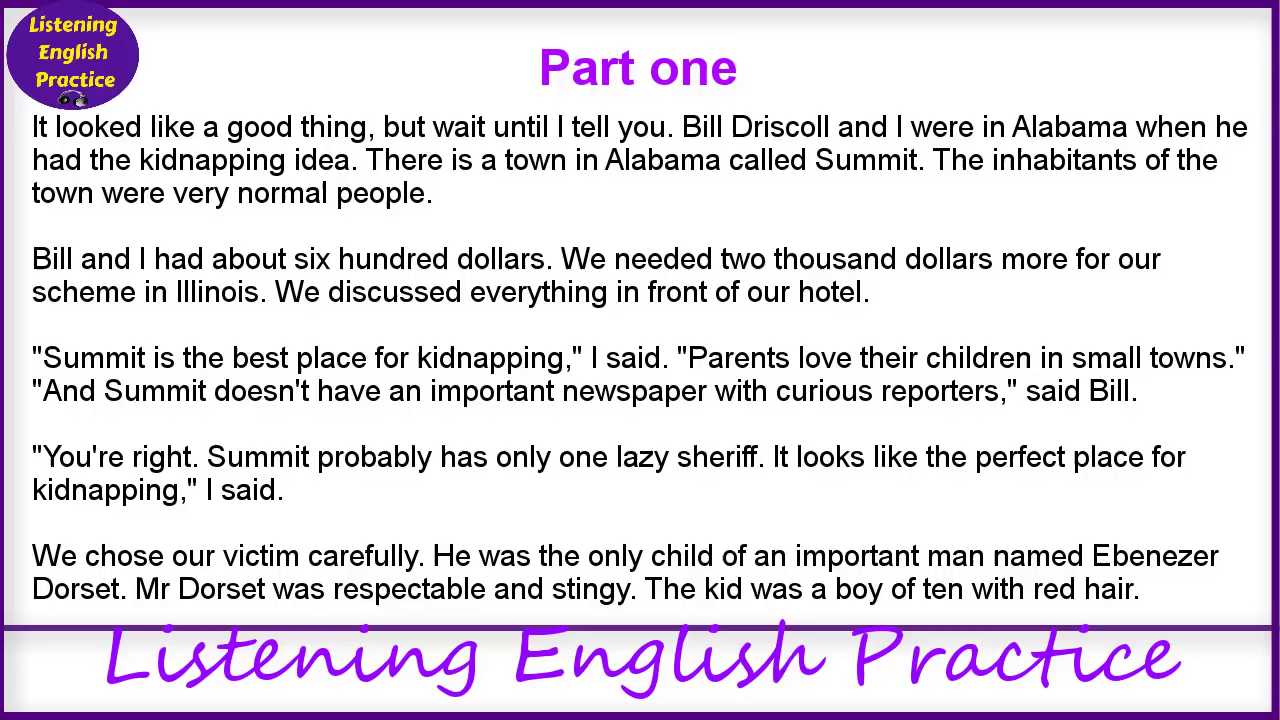 Listening
English
Practice
Part one
It looked like a good thing, but wait until I tell you. Bill Driscoll and I were in Alabama when he
had the kidnapping idea. There is a town in Alabama called Summit. The inhabitants of the
town were very normal people.
Bill and I had about six hundred dollars. We needed two thousand dollars more for our
scheme in Illinois. We discussed everything in front of our hotel.
"Summit is the best place for kidnapping," I said. "Parents love their children in small towns."
"And Summit doesn't have an important newspaper with curious reporters," said Bill.
"You're right. Summit probably has only one lazy sheriff. It looks like the perfect place for
kidnapping," I said.
We chose our victim carefully. He was the only child of an important man named Ebenezer
Dorset. Mr Dorset was respectable and stingy. The kid was a boy of ten with red hair.
Listening English Practice